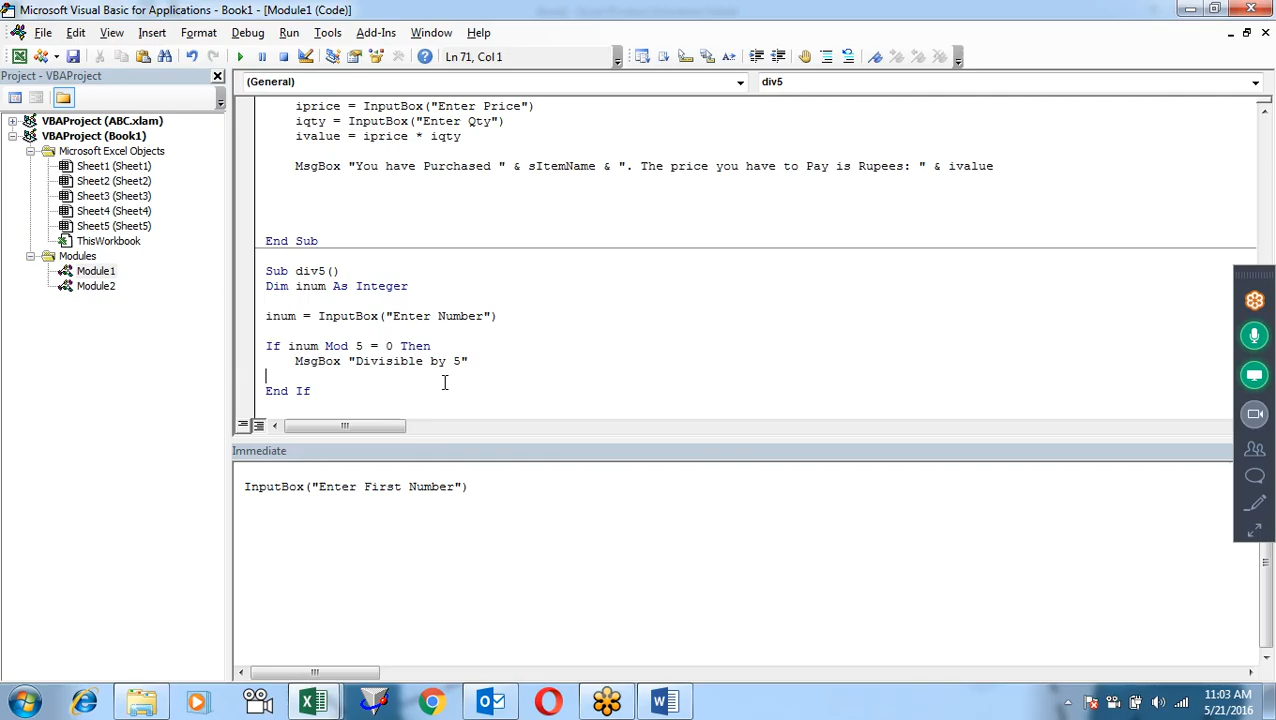 Microsoft Visual Basic for Applications - Book1 - [Module1 (Code)]
File Edit View Insert Format Debug Run Tools Add-Ins Window Help
Ln 71, Col 1
Project - VBAProject
(General) div5
VBAProject (ABC.xlam)
VBAProject (Book1)
Microsoft Excel Objects
Sheet1 (Sheet1)
Sheet2 (Sheet2)
Sheet3 (Sheet3)
Sheet4 (Sheet4)
Sheet5 (Sheet5)
ThisWorkbook
Modules
Module1
Module2
iprice = InputBox("Enter Price")
iqty = InputBox("Enter Qty")
ivalue = iprice * iqty
MsgBox "You have Purchased " & sItemName & ". The price you have to Pay is Rupees: " & ivalue
End Sub
Sub div5()
Dim inum As Integer
inum = InputBox("Enter Number")
If inum Mod 5 = 0 Then
MsgBox "Divisible by 5"
End If
Immediate
InputBox("Enter First Number")
11:03 AM
5/21/2016